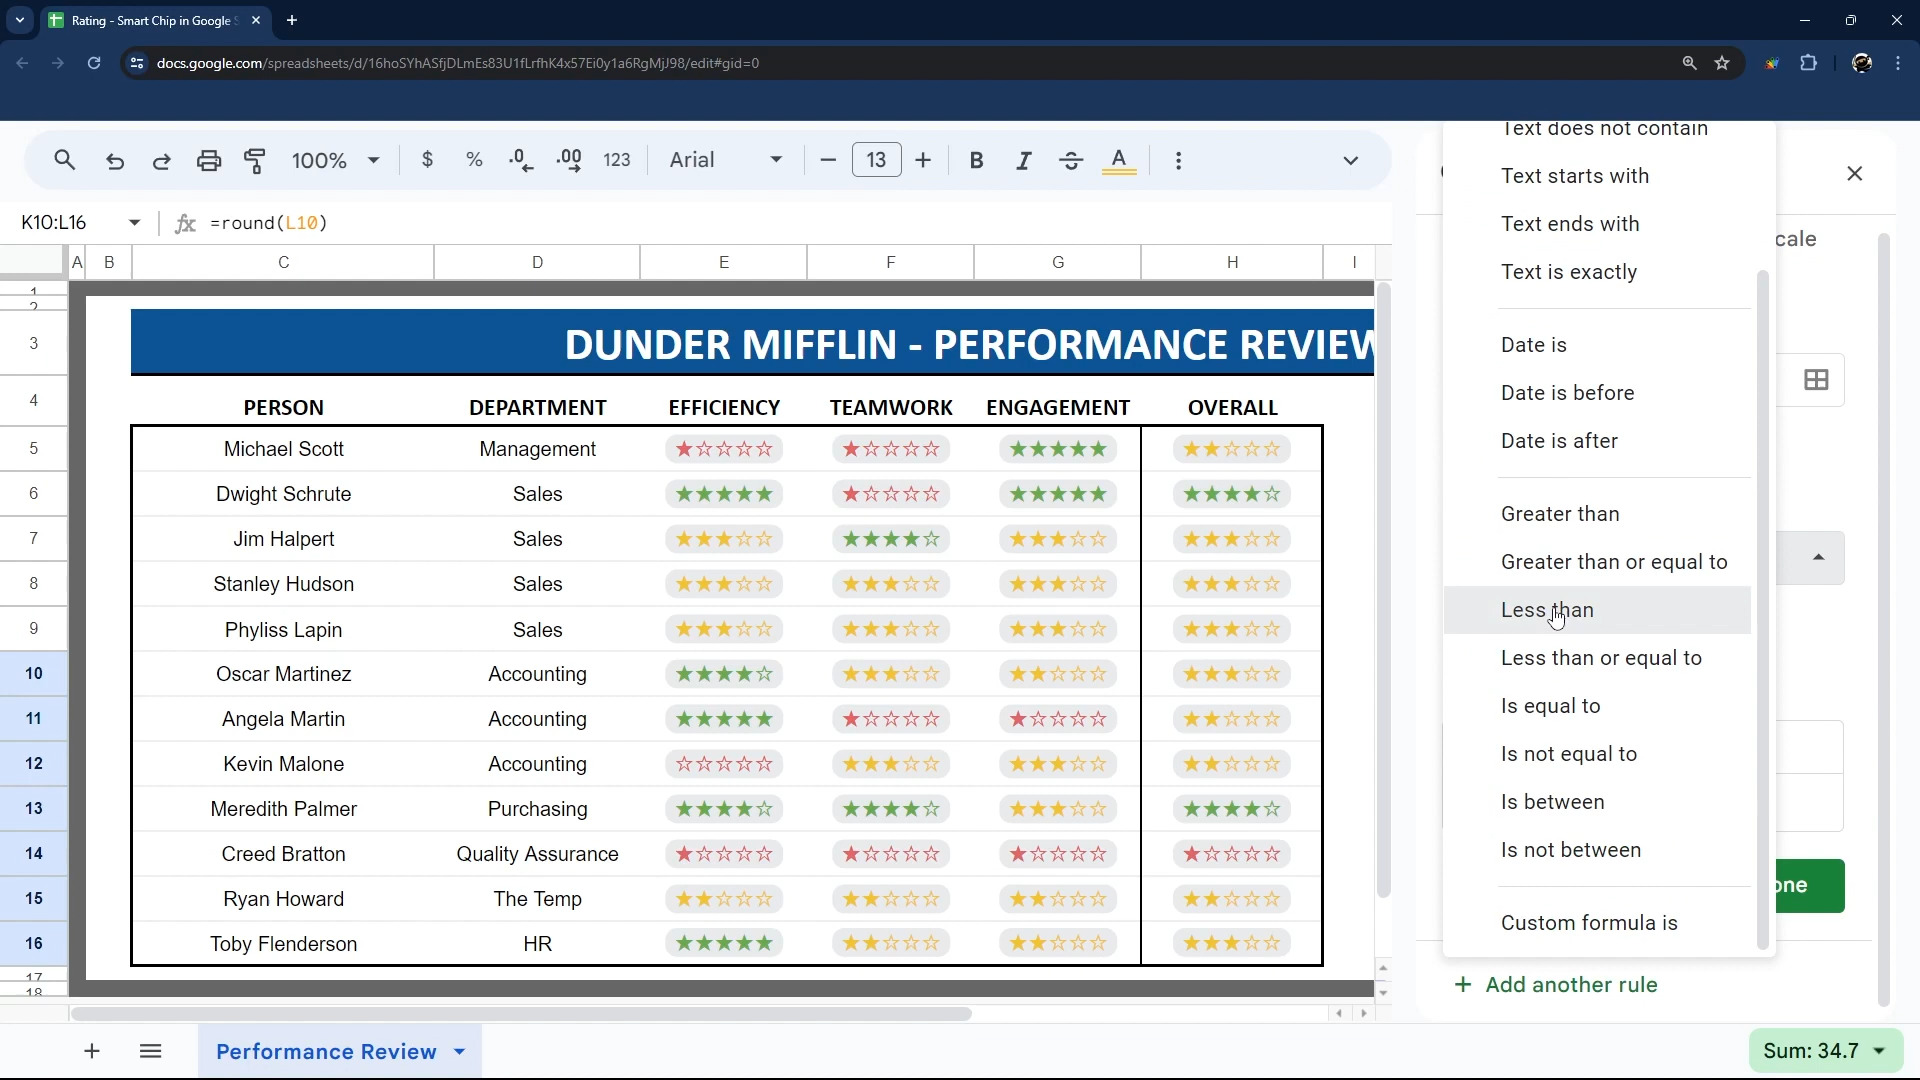 Rating - Smart Chip in Google S
docs.google.com/spreadsheets/d/16hoSYhASfjDLmEs83U1fLrfhK4x57Ei0y1a6RgMjJ98/edit#gid=0
100% $ % .0 .00 123 Arial 13 B I S A
K10:L16 fx =round(L10)
A B C D E F G H I
1
2
3 DUNDER MIFFLIN - PERFORMANCE REVIEW
4 PERSON DEPARTMENT EFFICIENCY TEAMWORK ENGAGEMENT OVERALL
5 Michael Scott Management ★☆☆☆☆ ★☆☆☆☆ ★★★★★ ★★☆☆☆
6 Dwight Schrute Sales ★★★★★ ★☆☆☆☆ ★★★★★ ★★★★☆
7 Jim Halpert Sales ★★★☆☆ ★★★★☆ ★★★☆☆ ★★★☆☆
8 Stanley Hudson Sales ★★★☆☆ ★★★☆☆ ★★★☆☆ ★★★☆☆
9 Phyliss Lapin Sales ★★★☆☆ ★★★☆☆ ★★★☆☆ ★★★☆☆
10 Oscar Martinez Accounting ★★★★☆ ★★★☆☆ ★★☆☆☆ ★★★☆☆
11 Angela Martin Accounting ★★★★★ ★☆☆☆☆ ★☆☆☆☆ ★★☆☆☆
12 Kevin Malone Accounting ☆☆☆☆☆ ★★★☆☆ ★★★☆☆ ★★☆☆☆
13 Meredith Palmer Purchasing ★★★★☆ ★★★★☆ ★★★☆☆ ★★★★☆
14 Creed Bratton Quality Assurance ★☆☆☆☆ ★☆☆☆☆ ★☆☆☆☆ ★☆☆☆☆
15 Ryan Howard The Temp ★★☆☆☆ ★★☆☆☆ ★★☆☆☆ ★★☆☆☆
16 Toby Flenderson HR ★★★★★ ★★☆☆☆ ★★☆☆☆ ★★★☆☆
17
18
Performance Review
Text does not contain
Text starts with
Text ends with
cale
Text is exactly
Date is
Date is before
Date is after
Greater than
Greater than or equal to
Less than
Less than or equal to
Is equal to
Is not equal to
Is between
Is not between
one
Custom formula is
+ Add another rule
Sum: 34.7